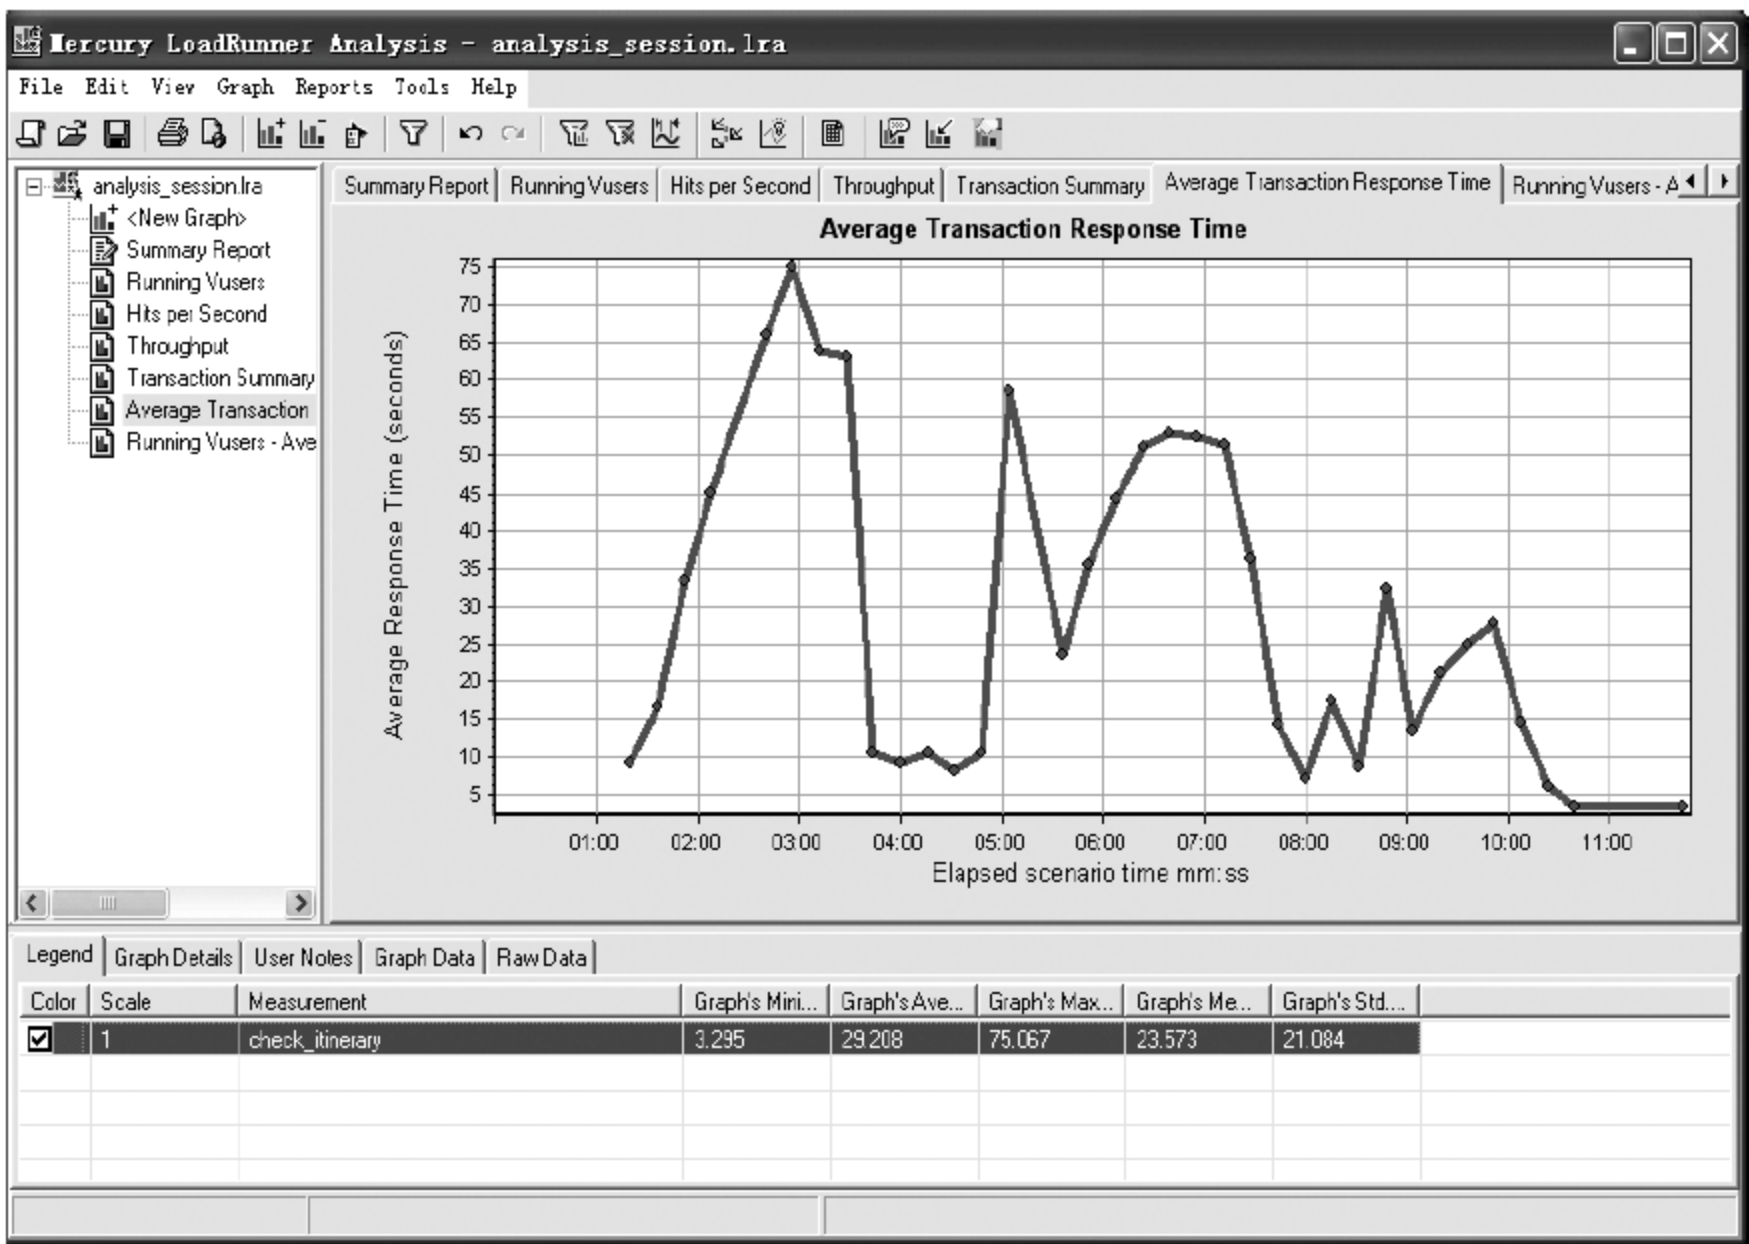 Mercury LoadRunner Analysis - analysis_session.lra
File Edit View Graph Reports Tools Help
analysis_session.lra
<New Graph>
Summary Report
Running Vusers
Hits per Second
Throughput
Transaction Summary
Average Transaction
Running Vusers - Ave
Summary Report Running Vusers Hits per Second Throughput Transaction Summary Average Transaction Response Time Running Vusers - A
Average Transaction Response Time
Average Response Time (seconds)
75
70
65
60
55
50
45
40
35
30
25
20
15
10
5
01:00 02:00 03:00 04:00 05:00 06:00 07:00 08:00 09:00 10:00 11:00
Elapsed scenario time mm:ss
Legend Graph Details User Notes Graph Data Raw Data
Color Scale Measurement Graph's Mini... Graph's Ave... Graph's Max... Graph's Me... Graph's Std....
1 check_itinerary 3.295 29.208 75.067 23.573 21.084